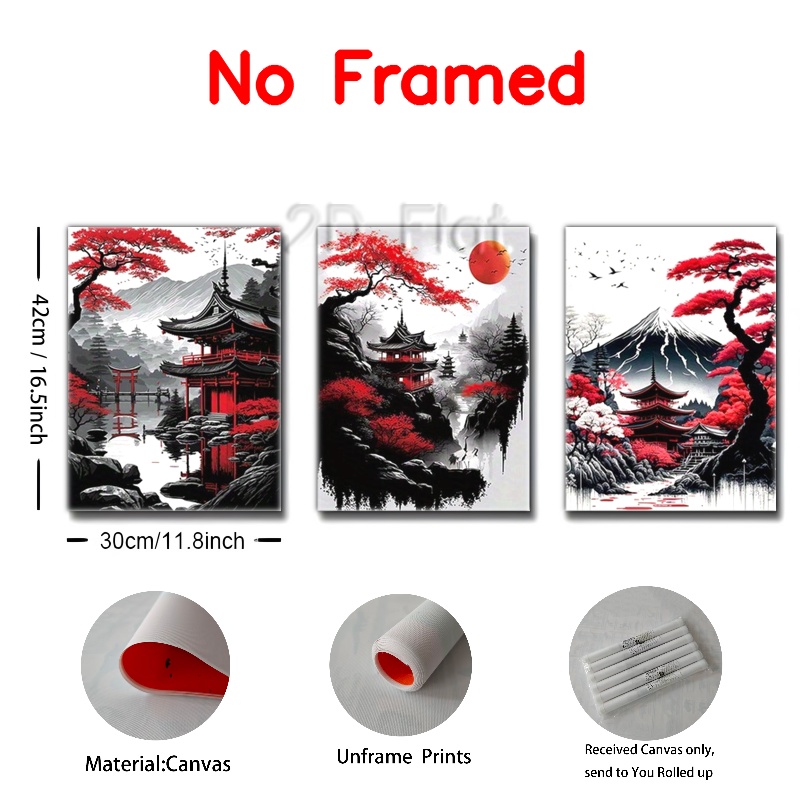 No Framed
2D Flat
42cm / 16.5inch
30cm/11.8inch
Material:Canvas
Unframe Prints
Received Canvas only,
send to You Rolled up